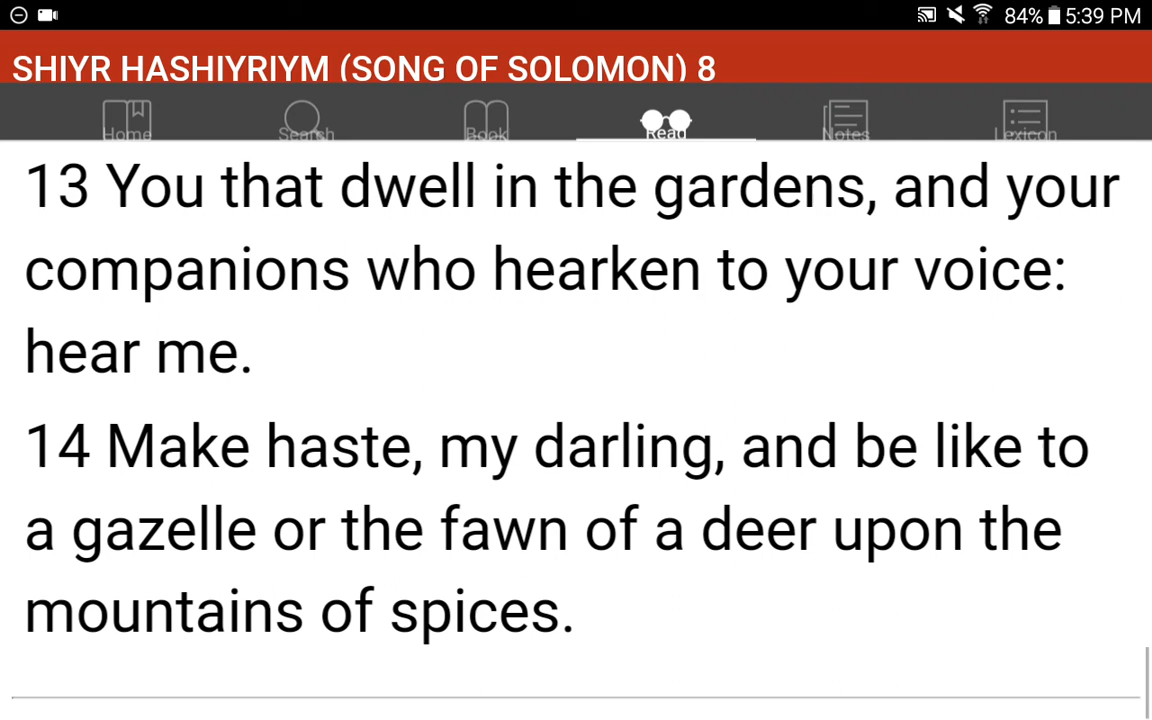 84% 5:39 PM
SHIYR HASHIYRIYM (SONG OF SOLOMON) 8
Home Search Book Read Notes Lexicon
13 You that dwell in the gardens, and your
companions who hearken to your voice:
hear me.
14 Make haste, my darling, and be like to
a gazelle or the fawn of a deer upon the
mountains of spices.